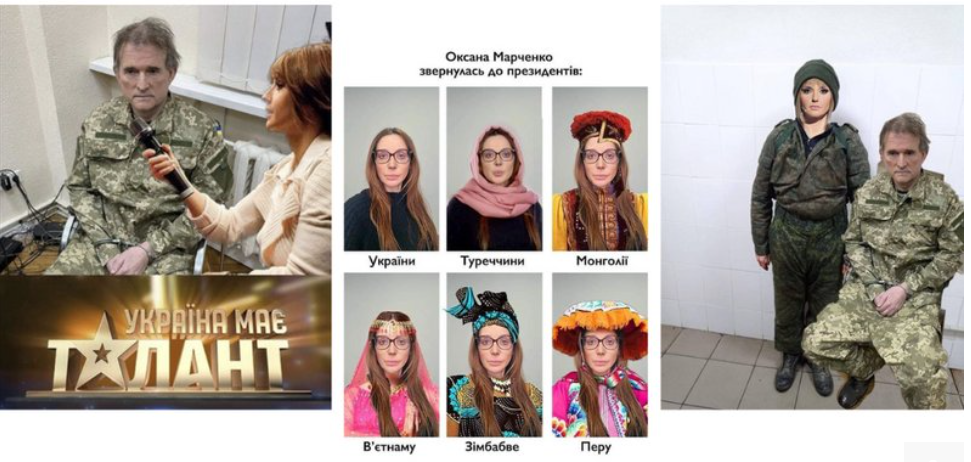 УКРАЇНА МАЄ
ТАЛАНТ
Оксана Марченко
звернулась до президентів:
України
Туреччини
Монголії
В'єтнаму
Зімбабве
Перу